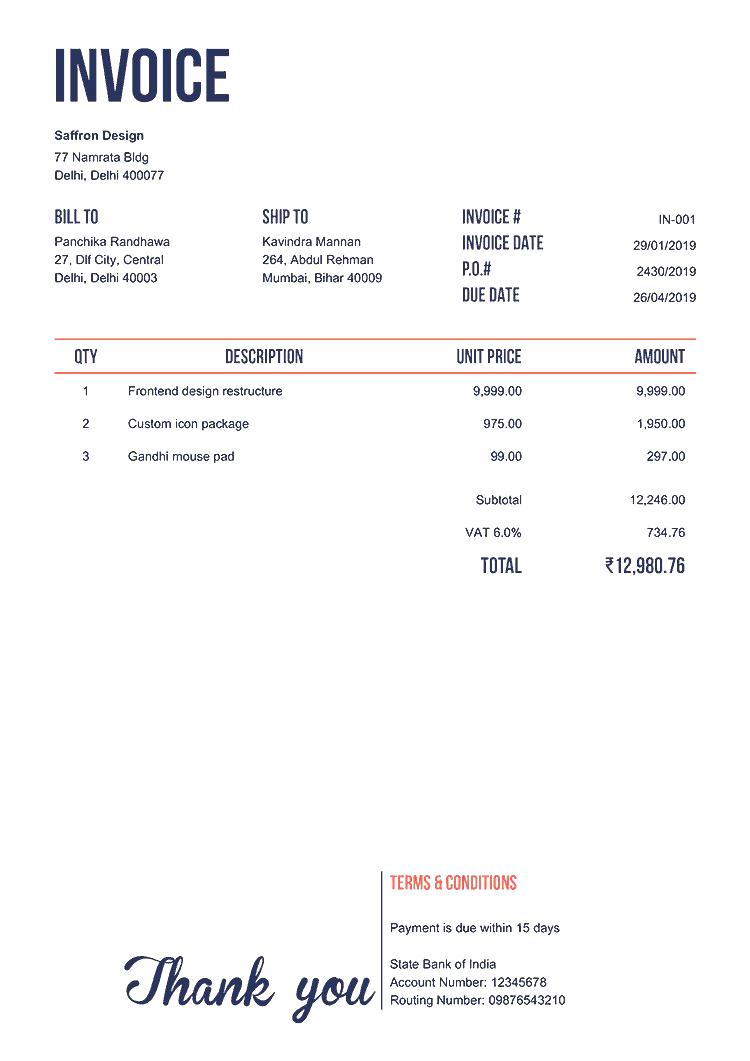 INVOICE
Saffron Design
77 Namrata Bldg
Delhi, Delhi 400077
BILL TO
Panchika Randhawa
27, Dlf City, Central
Delhi, Delhi 40003
SHIP TO
Kavindra Mannan
264, Abdul Rehman
Mumbai, Bihar 40009
INVOICE # IN-001
INVOICE DATE 29/01/2019
P.O.# 2430/2019
DUE DATE 26/04/2019
QTY DESCRIPTION UNIT PRICE AMOUNT
1 Frontend design restructure 9,999.00 9,999.00
2 Custom icon package 975.00 1,950.00
3 Gandhi mouse pad 99.00 297.00
Subtotal 12,246.00
VAT 6.0% 734.76
TOTAL ₹12,980.76
Thank you
TERMS & CONDITIONS
Payment is due within 15 days
State Bank of India
Account Number: 12345678
Routing Number: 09876543210